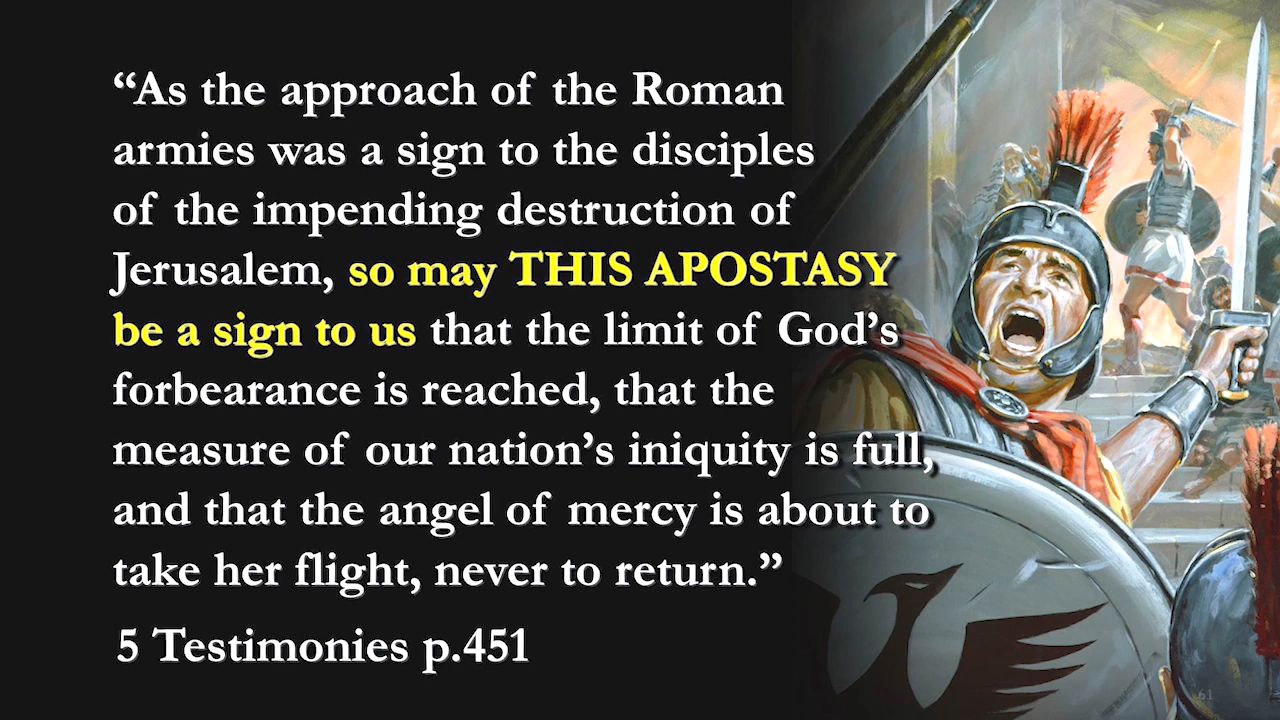 “As the approach of the Roman
armies was a sign to the disciples
of the impending destruction of
Jerusalem, so may THIS APOSTASY
be a sign to us that the limit of God’s
forbearance is reached, that the
measure of our nation’s iniquity is full,
and that the angel of mercy is about to
take her flight, never to return.”
5 Testimonies p.451
61